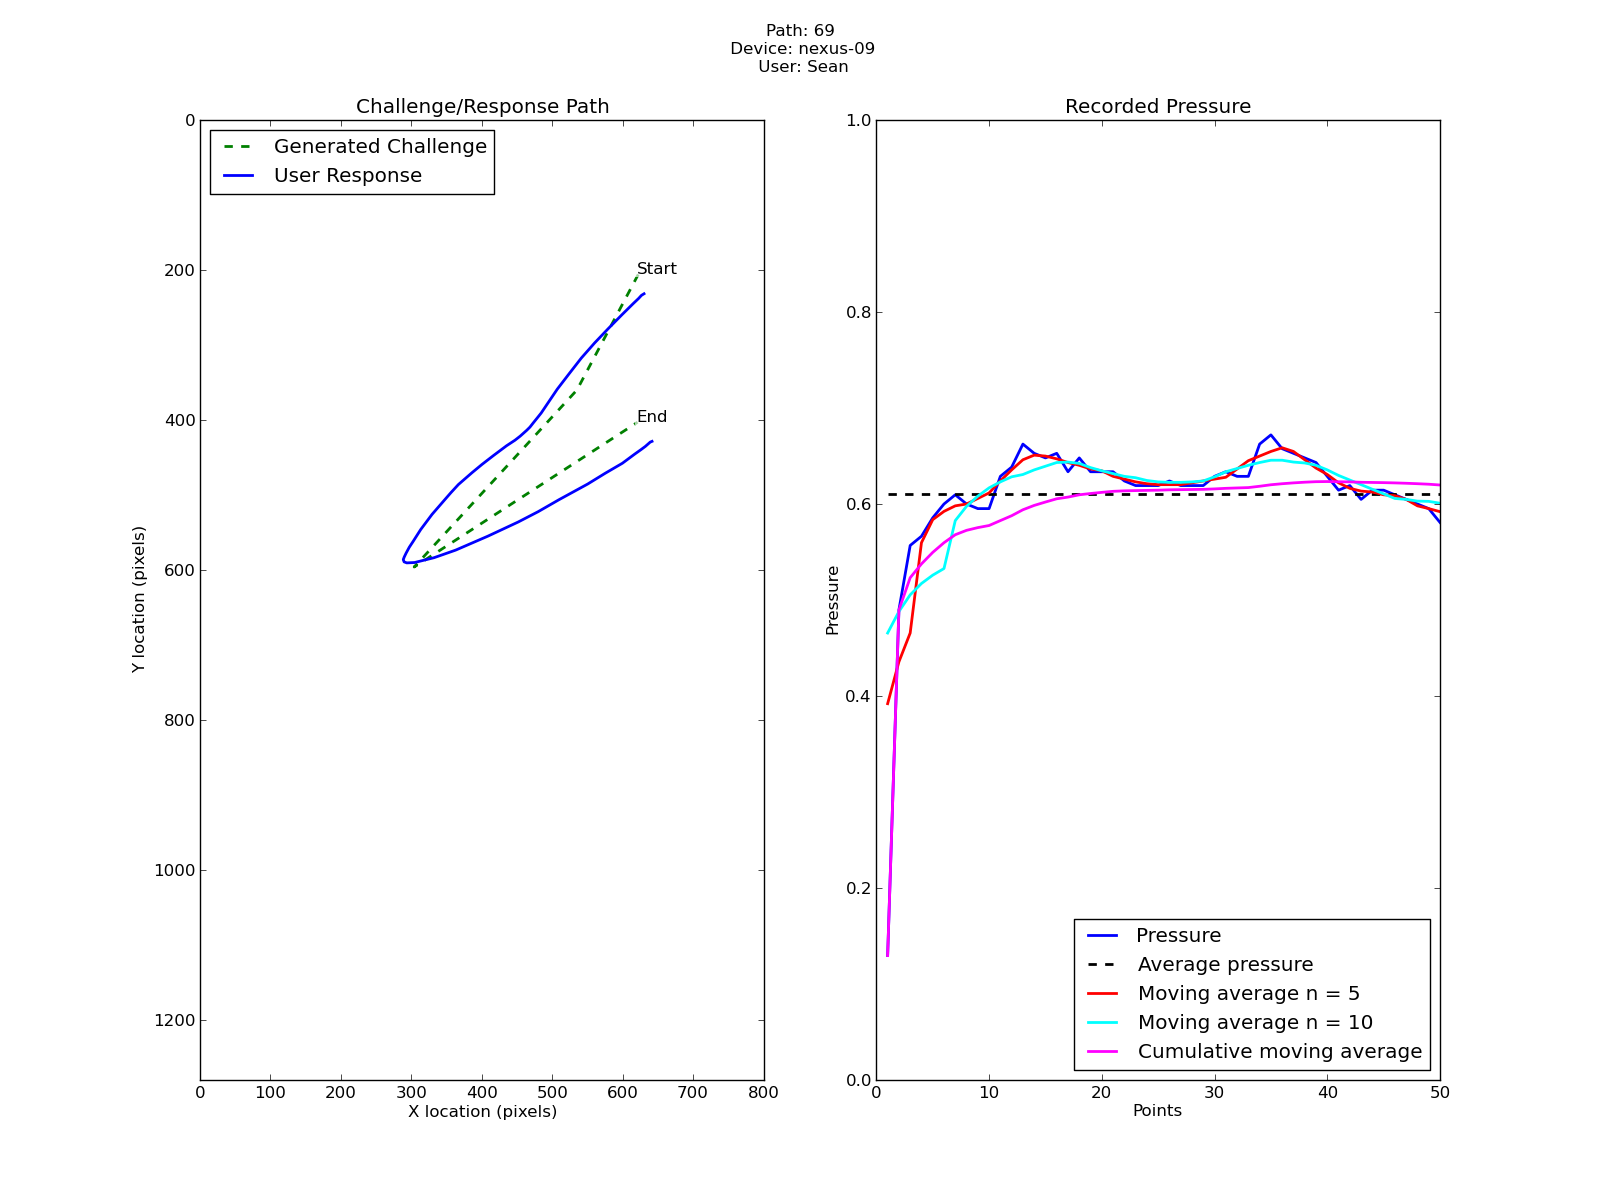 Path: 69
Device: nexus-09
User: Sean
Challenge/Response Path
Generated Challenge
User Response
Start
End
0
200
400
600
800
1000
1200
Y location (pixels)
0 100 200 300 400 500 600 700 800
X location (pixels)
Recorded Pressure
1.0
0.8
0.6
0.4
0.2
0.0
Pressure
Pressure
Average pressure
Moving average n = 5
Moving average n = 10
Cumulative moving average
0 10 20 30 40 50
Points